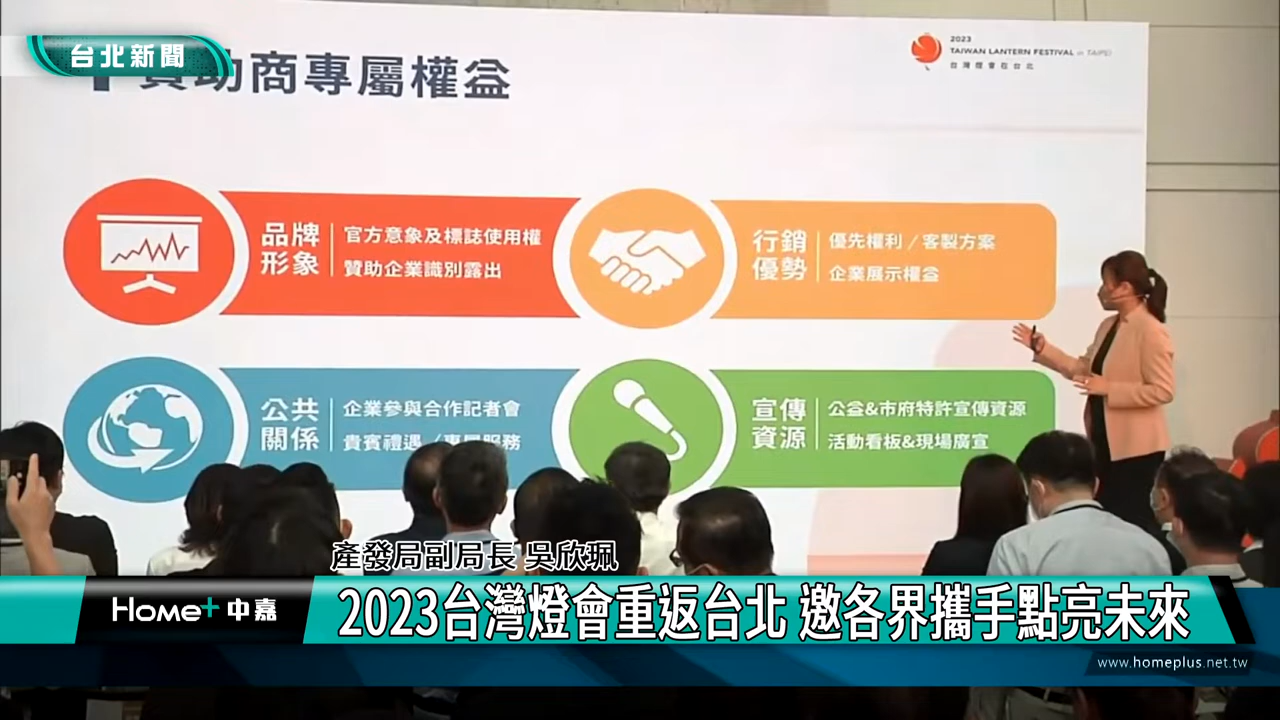 台北新聞
助商專屬權益
2023
TAIWAN LANTERN FESTIVAL in TAIPEI
台灣燈會在台北
品牌
形象
官方意象及標誌使用權
贊助企業識別露出
行銷
優勢
優先權利／客製方案
企業展示權益
公共
關係
企業參與合作記者會
貴賓禮遇／專屬服務
宣傳
資源
公益&市府特許宣傳資源
活動看板&現場廣宣
產發局副局長 吳欣珮
Home+ 中嘉
2023台灣燈會重返台北 邀各界攜手點亮未來
www.homeplus.net.tw